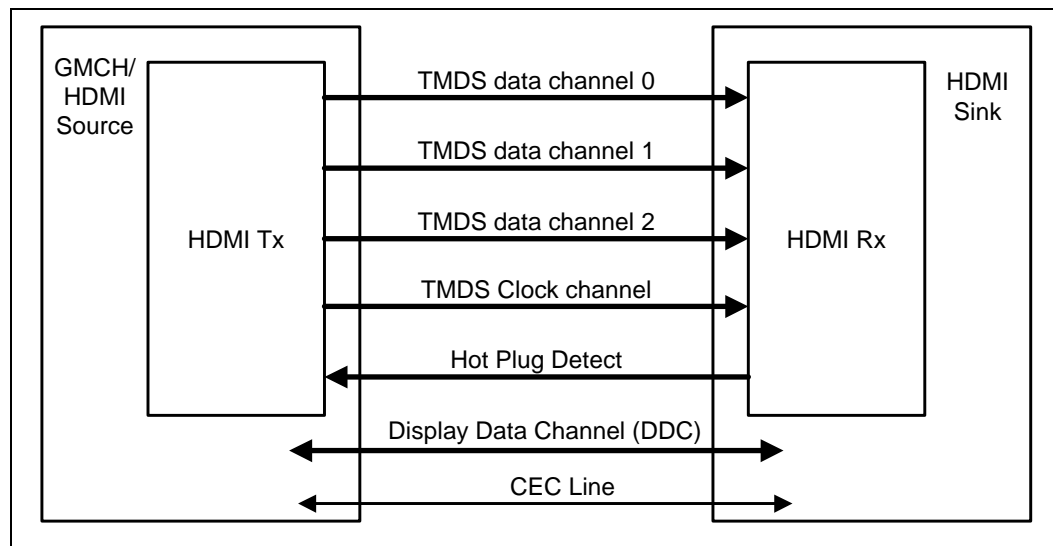 GMCH/
HDMI
Source
HDMI Tx
TMDS data channel 0
TMDS data channel 1
TMDS data channel 2
TMDS Clock channel
Hot Plug Detect
Display Data Channel (DDC)
CEC Line
HDMI Rx
HDMI
Sink